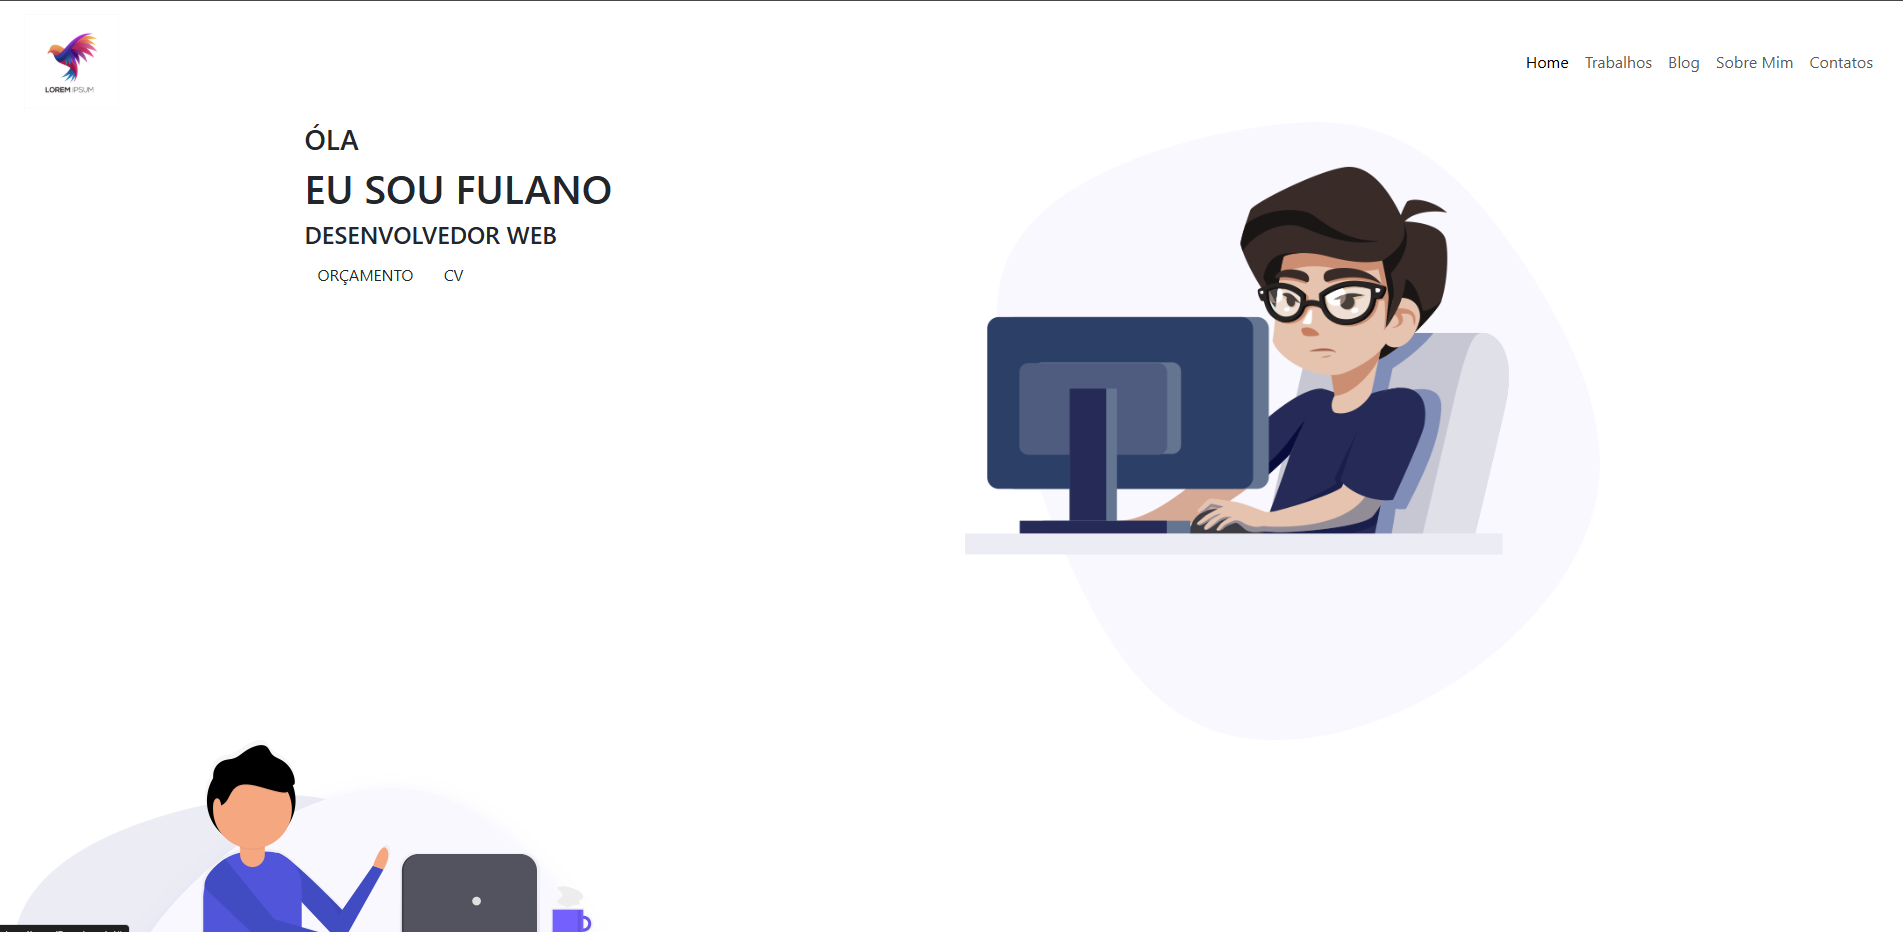 LOREM IPSUM
Home Trabalhos Blog Sobre Mim Contatos
ÓLA
EU SOU FULANO
DESENVOLVEDOR WEB
ORÇAMENTO CV